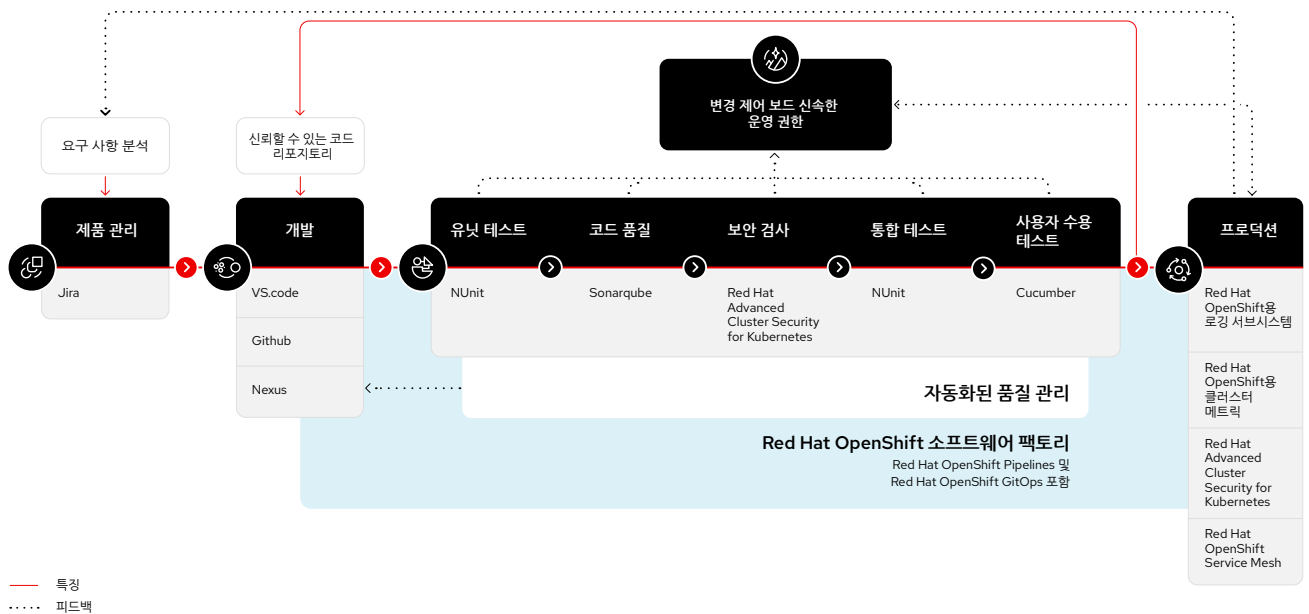 변경 제어 보드 신속한
운영 권한
요구 사항 분석
신뢰할 수 있는 코드
리포지토리
제품 관리
Jira
개발
VS.code
Github
Nexus
유닛 테스트
NUnit
코드 품질
Sonarqube
보안 검사
Red Hat
Advanced
Cluster Security
for Kubernetes
통합 테스트
NUnit
사용자 수용
테스트
Cucumber
프로덕션
Red Hat
OpenShift용
로깅 서브시스템
Red Hat
OpenShift용
클러스터
메트릭
Red Hat
Advanced
Cluster
Security for
Kubernetes
Red Hat
OpenShift
Service Mesh
자동화된 품질 관리
Red Hat OpenShift 소프트웨어 팩토리
Red Hat OpenShift Pipelines 및
Red Hat OpenShift GitOps 포함
특징
피드백